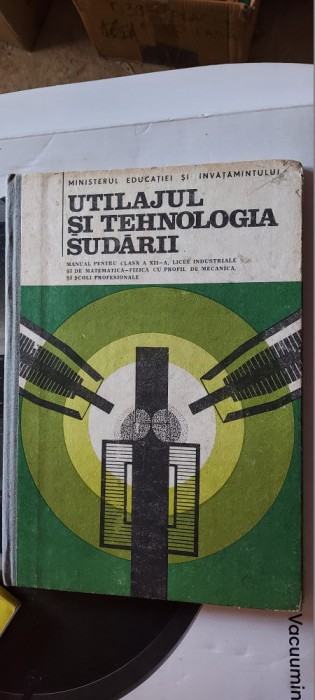 MINISTERUL EDUCAȚIEI ȘI INVĂȚĂMÎNTULUI
UTILAJUL
ȘI TEHNOLOGIA
SUDĂRII
MANUAL PENTRU CLASA A XII-A, LICEE INDUSTRIALE
ȘI DE MATEMATICĂ-FIZICĂ CU PROFIL DE MECANICĂ,
ȘI ȘCOLI PROFESIONALE
Vacuumin